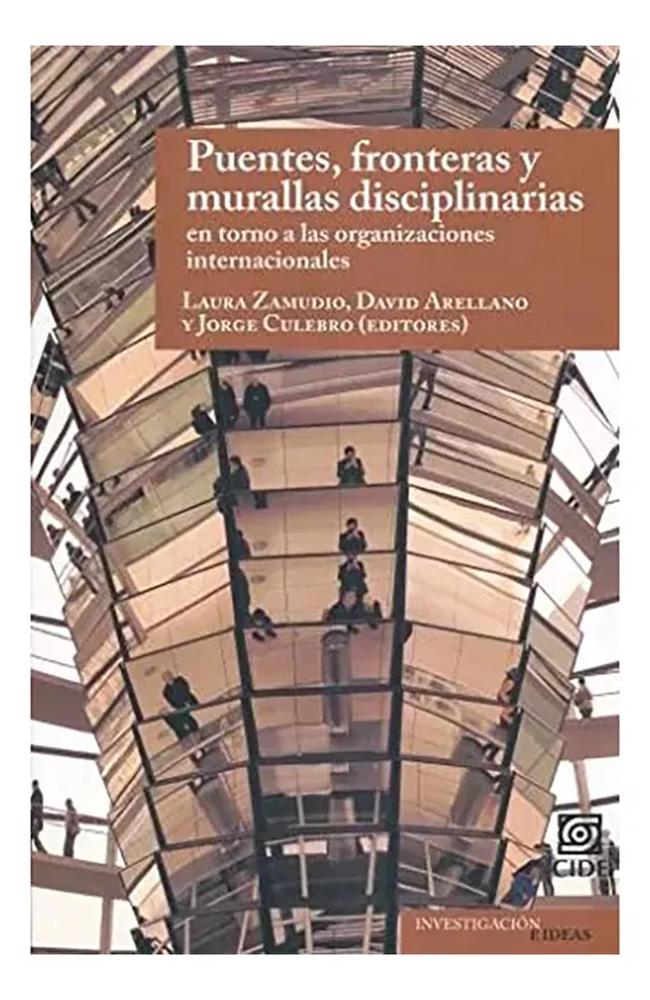 Puentes, fronteras y
murallas disciplinarias
en torno a las organizaciones
internacionales
LAURA ZAMUDIO, DAVID ARELLANO
Y JORGE CULEBRO (EDITORES)
CIDE
INVESTIGACIÓN
E IDEAS